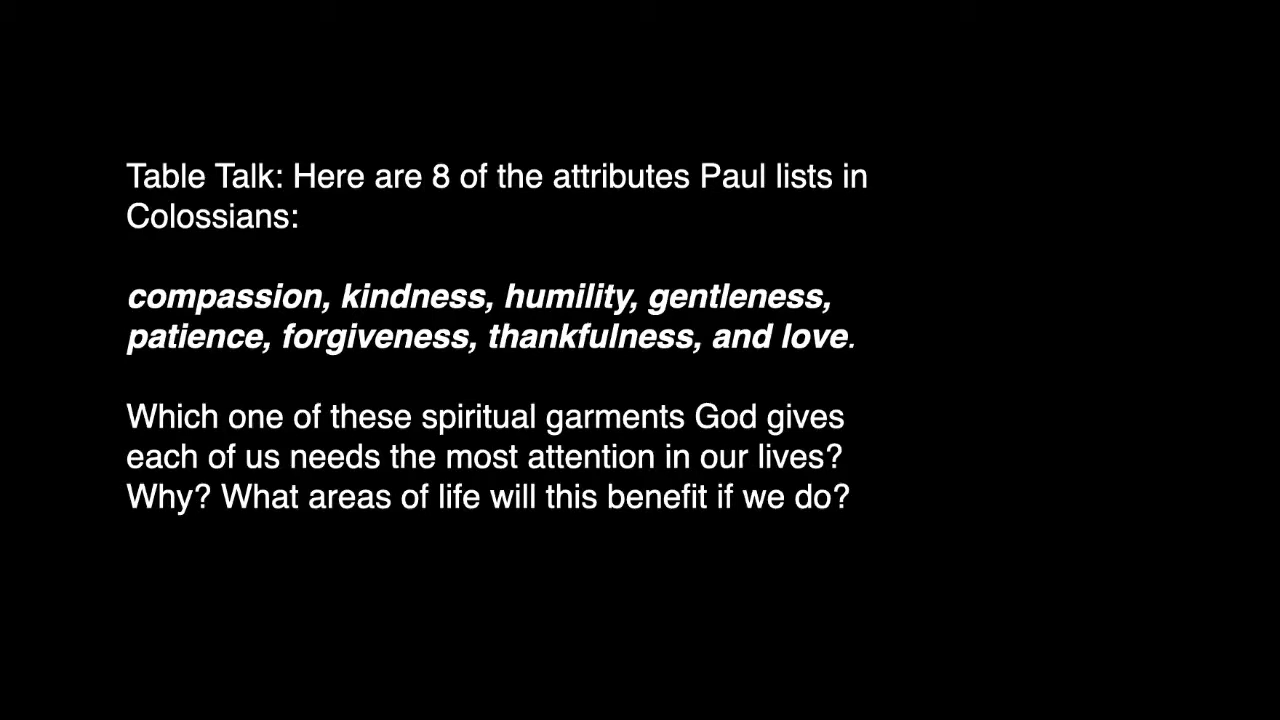 Table Talk: Here are 8 of the attributes Paul lists in
Colossians:
compassion, kindness, humility, gentleness,
patience, forgiveness, thankfulness, and love.
Which one of these spiritual garments God gives
each of us needs the most attention in our lives?
Why? What areas of life will this benefit if we do?